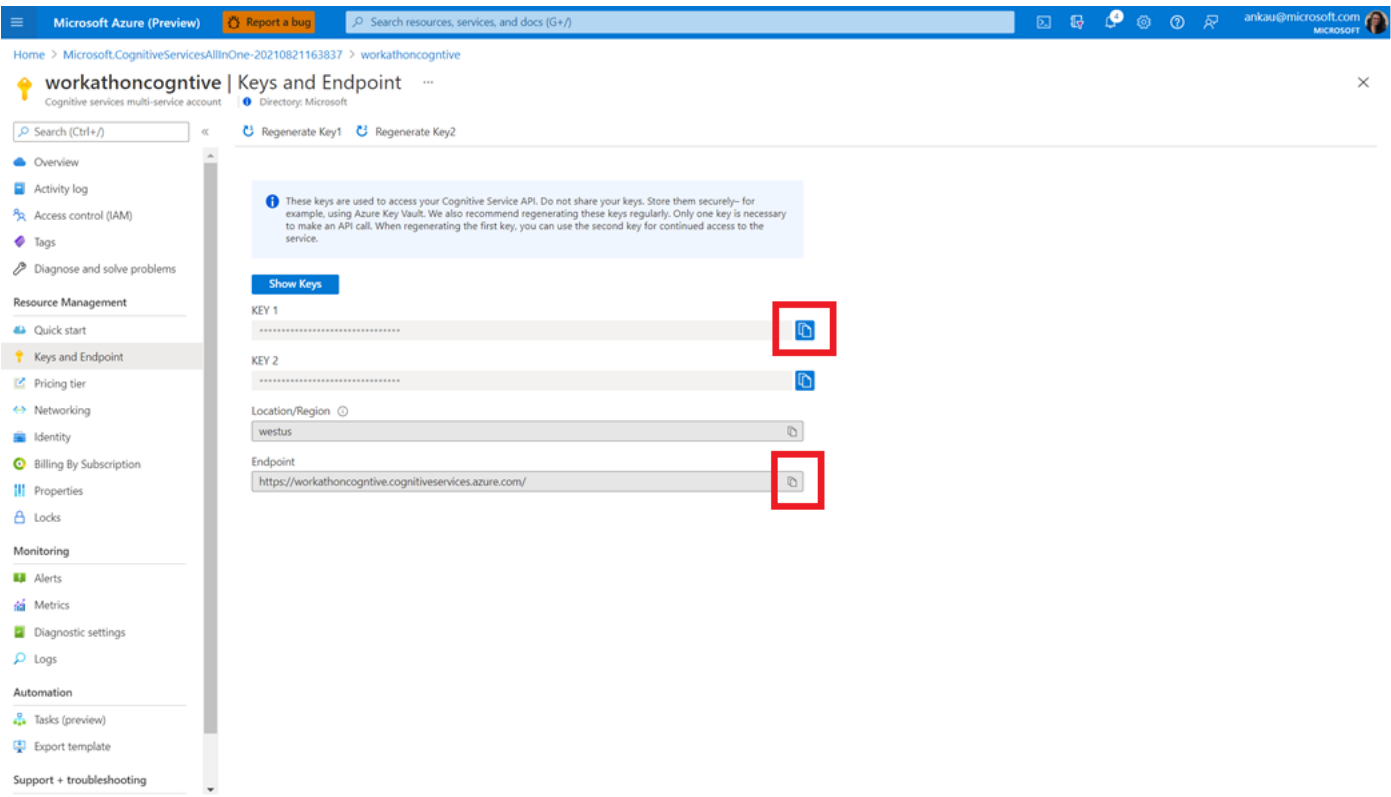 Microsoft Azure (Preview)
Report a bug
Search resources, services, and docs (G+/)
4
ankau@microsoft.com
MICROSOFT
Home > Microsoft.CognitiveServicesAllInOne-20210821163837 > workathoncogntive
workathoncogntive | Keys and Endpoint ...
Cognitive services multi-service account
Directory: Microsoft
Search (Ctrl+/)
«
Regenerate Key1
Regenerate Key2
Overview
Activity log
Access control (IAM)
Tags
Diagnose and solve problems
Resource Management
Quick start
Keys and Endpoint
Pricing tier
Networking
Identity
Billing By Subscription
Properties
Locks
Monitoring
Alerts
Metrics
Diagnostic settings
Logs
Automation
Tasks (preview)
Export template
Support + troubleshooting
These keys are used to access your Cognitive Service API. Do not share your keys. Store them securely– for
example, using Azure Key Vault. We also recommend regenerating these keys regularly. Only one key is necessary
to make an API call. When regenerating the first key, you can use the second key for continued access to the
service.
Show Keys
KEY 1
································
KEY 2
································
Location/Region
westus
Endpoint
https://workathoncogntive.cognitiveservices.azure.com/